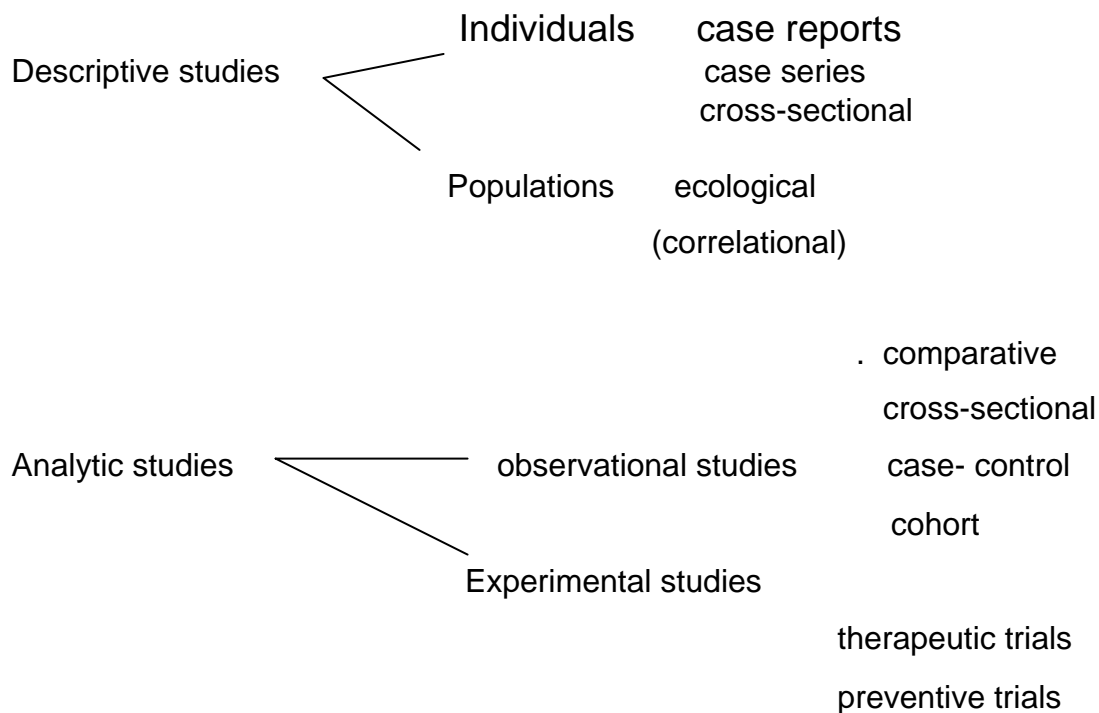 Individuals case reports
Descriptive studies case series
cross-sectional
Populations ecological
(correlational)
. comparative
cross-sectional
Analytic studies observational studies case- control
cohort
Experimental studies
therapeutic trials
preventive trials